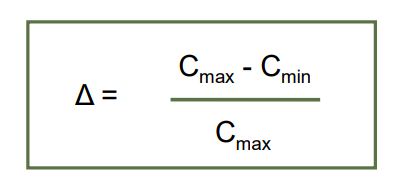 Δ = 
C_max - C_min
C_max